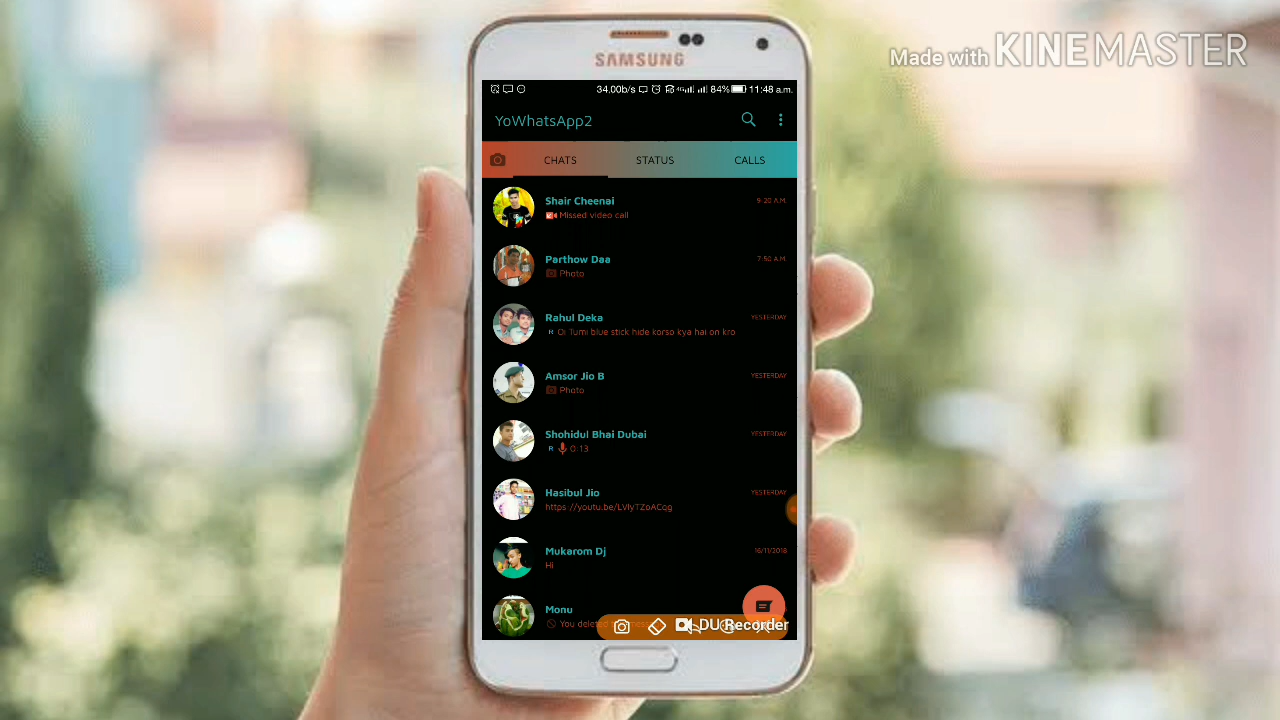 Made with KINEMASTER
SAMSUNG
34.00b/s 4G 84% 11:48 a.m.
YoWhatsApp2
CHATS STATUS CALLS
Shair Cheenai 9:20 A.M.
Missed video call
Parthow Daa 7:50 A.M.
Photo
Rahul Deka YESTERDAY
R Oi Tumi blue stick hide korso kya hai on kro
Amsor Jio B YESTERDAY
Photo
Shohidul Bhai Dubai YESTERDAY
R 0:13
Hasibul Jio YESTERDAY
https://youtu.be/LVlyTZoACqg
Mukarom Dj 16/11/2018
Hi
Monu
You deleted
DU Recorder